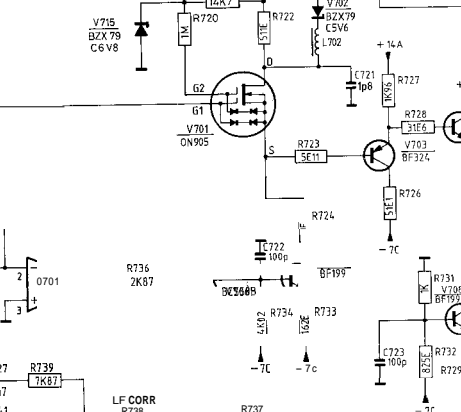 14K7
V702
V715
R720
R722
BZX79
BZX79
C5V6
C6V8
1M
511E
L702
+14A
D
C721
1p8
R727
1K96
G2
G1
R728
31E6
V701
ON905
R723
V703
BF324
S
5E11
R726
51E1
R724
-7C
C722
100p
R736
2K87
BF199
2
0701
R731
1K
V705
BF199
+
3
R734
R733
4K02
162E
C723
100p
R732
825E
R729
R739
7K87
-7C
-7c
LF CORR
R738
R737
-7C